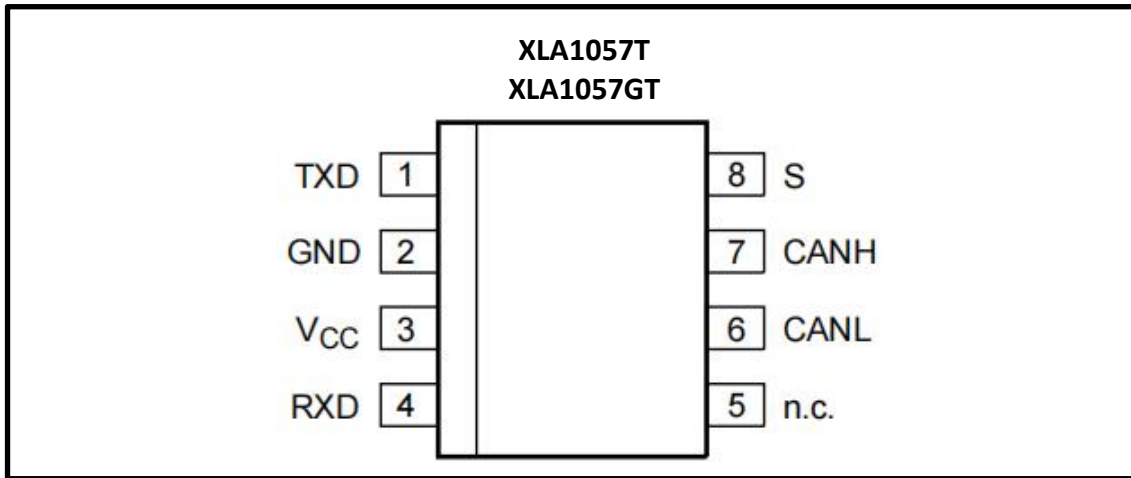 XLA1057T
XLA1057GT
TXD 1 8 S
GND 2 7 CANH
VCC 3 6 CANL
RXD 4 5 n.c.